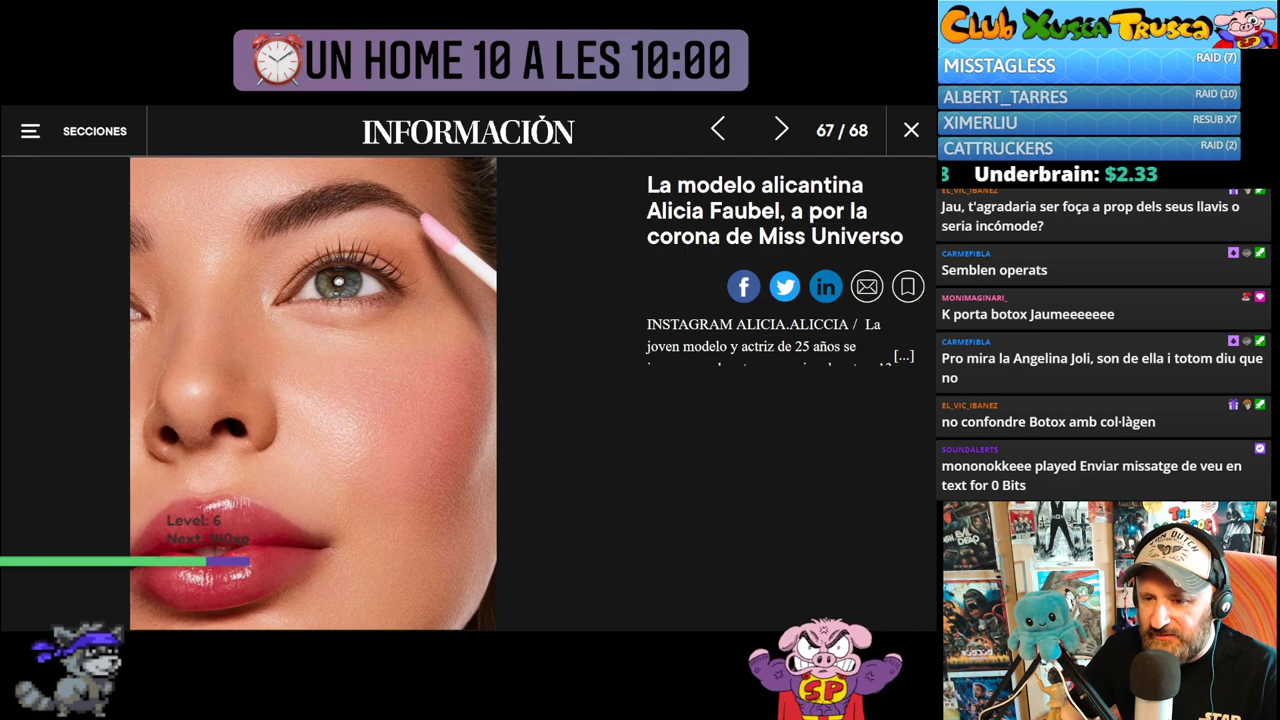 UN HOME 10 A LES 10:00
SECCIONES
INFORMACIÓN
67 / 68
La modelo alicantina
Alicia Faubel, a por la
corona de Miss Universo
INSTAGRAM ALICIA.ALICCIA / La
joven modelo y actriz de 25 años se
[...]
Level: 6
Next:
SP
Club Xusca Trusca
SP
MISSTAGLESS RAID (7)
ALBERT_TARRES RAID (10)
XIMERLIU RESUB X7
CATTRUCKERS RAID (2)
Underbrain: $2.33
EL_VIC_IBANEZ
Jau, t'agradaria ser foça a prop dels seus llavis o
seria incómode?
CARMEFIBLA
Semblen operats
MONIMAGINARI_
K porta botox Jaumeeeeeee
CARMEFIBLA
Pro mira la Angelina Joli, son de ella i totom diu que
no
EL_VIC_IBANEZ
no confondre Botox amb col·làgen
SOUNDALERTS
mononokkeee played Enviar missatge de veu en
text for 0 Bits